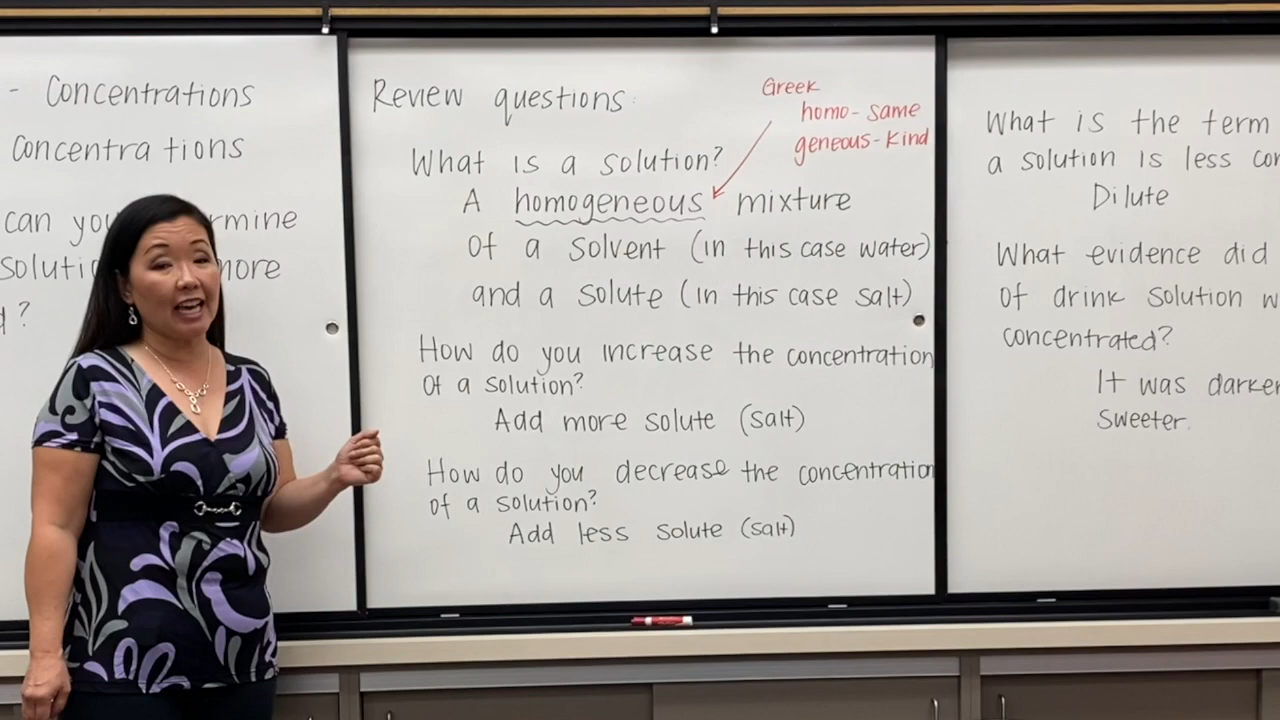 - Concentrations
Concentrations
can you
rmine
more
?
Review questions:
What is a solution?
A homogeneous mixture
of a solvent (in this case water)
and a solute (in this case salt)
Greek
homo - same
geneous - kind
How do you increase the concentration
of a solution?
Add more solute (salt)
How do you decrease the concentration
of a solution?
Add less solute (salt)
What is the term
a solution is less con
Dilute
What evidence did
of drink solution w
concentrated?
It was darker
sweeter.